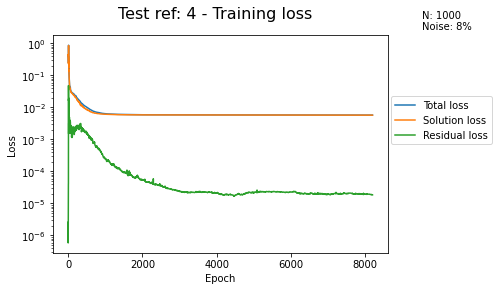 Test ref: 4 - Training loss
N: 1000
Noise: 8%
Loss
10⁰
10⁻¹
10⁻²
10⁻³
10⁻⁴
10⁻⁵
10⁻⁶
Total loss
Solution loss
Residual loss
0 2000 4000 6000 8000
Epoch